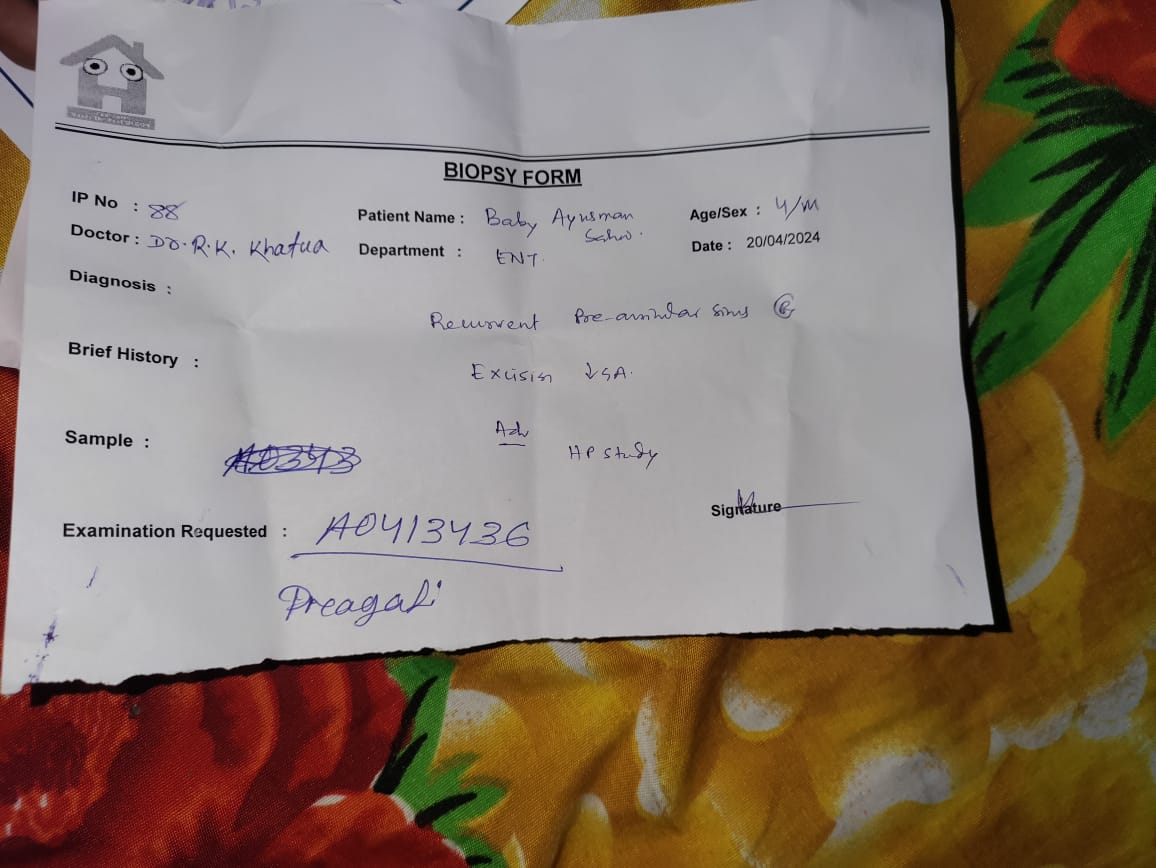 BIOPSY FORM
IP No : 88 Patient Name : Baby Ayusman Sahu. Age/Sex : 4/M
Doctor : Dr. R.K. Khatua Department : ENT. Date : 20/04/2024
Diagnosis :
Recurrent Pre-auricular Sinus (R)
Brief History :
Excision ↓ GA.
Sample :
Adv
HP Study
Signature
Examination Requested : A0413436
Preagali